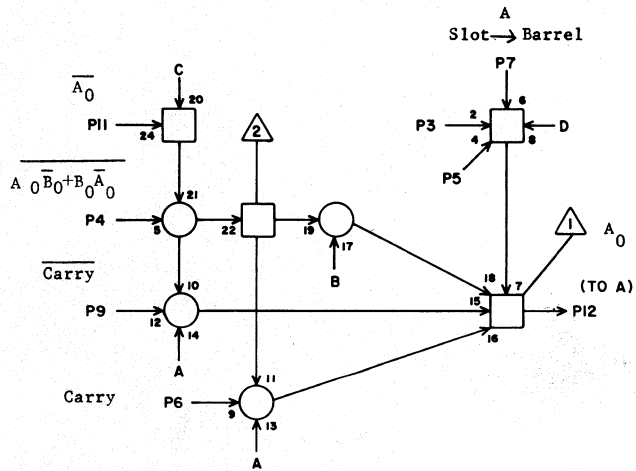 A
Slot → Barrel
P7
C
A̅₀
20
P11
24
2
6
P3
2
D
8
4
P5
A₀B̅₀+B₀A̅₀
21
P4
8
22
19
17
B
1
A₀
Carry
10
18
7
(TO A)
P9
12
14
15
P12
16
A
Carry
11
P6
9
13
A